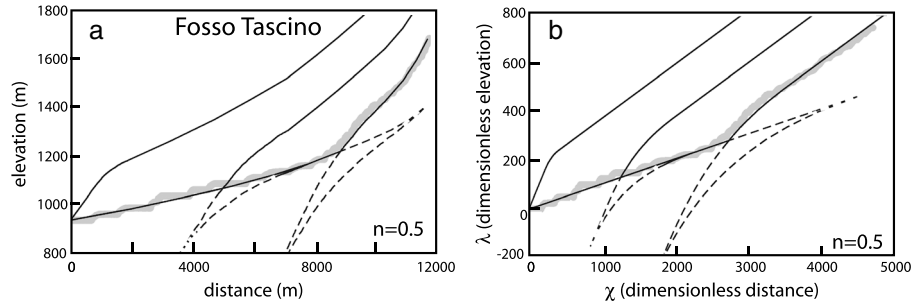 a
Fosso Tascino
1800
1600
1400
1200
1000
800
elevation (m)
n=0.5
0
4000
8000
12000
distance (m)
b
800
600
400
200
0
-200
λ (dimensionless elevation)
n=0.5
0
1000
2000
3000
4000
5000
χ (dimensionless distance)